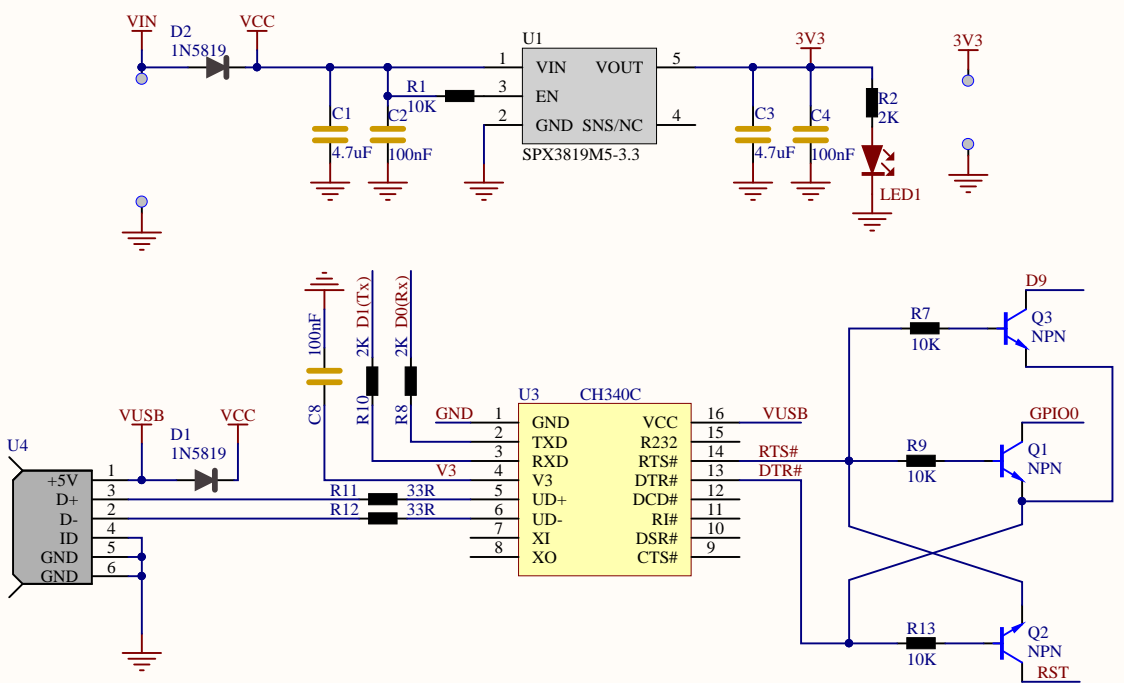 VIN
D2
1N5819
VCC
U1
1 VIN VOUT 5
3 EN
2 GND SNS/NC 4
SPX3819M5-3.3
R1
10K
C1
4.7uF
C2
100nF
3V3
C3
4.7uF
C4
100nF
R2
2K
LED1
3V3
100nF
C8
D1(Tx)
2K
R10
D0(Rx)
2K
R8
U3 CH340C
GND 1 GND VCC 16 VUSB
2 TXD R232 15
3 RXD RTS# 14 RTS#
V3 4 V3 DTR# 13 DTR#
5 UD+ DCD# 12
6 UD- RI# 11
7 XI DSR# 10
8 XO CTS# 9
VUSB
D1
1N5819
VCC
U4
+5V 1
D+ 3
D- 2
ID 4
GND 5
GND 6
R11 33R
R12 33R
D9
R7
10K
Q3
NPN
GPIO0
R9
10K
Q1
NPN
R13
10K
Q2
NPN
RST